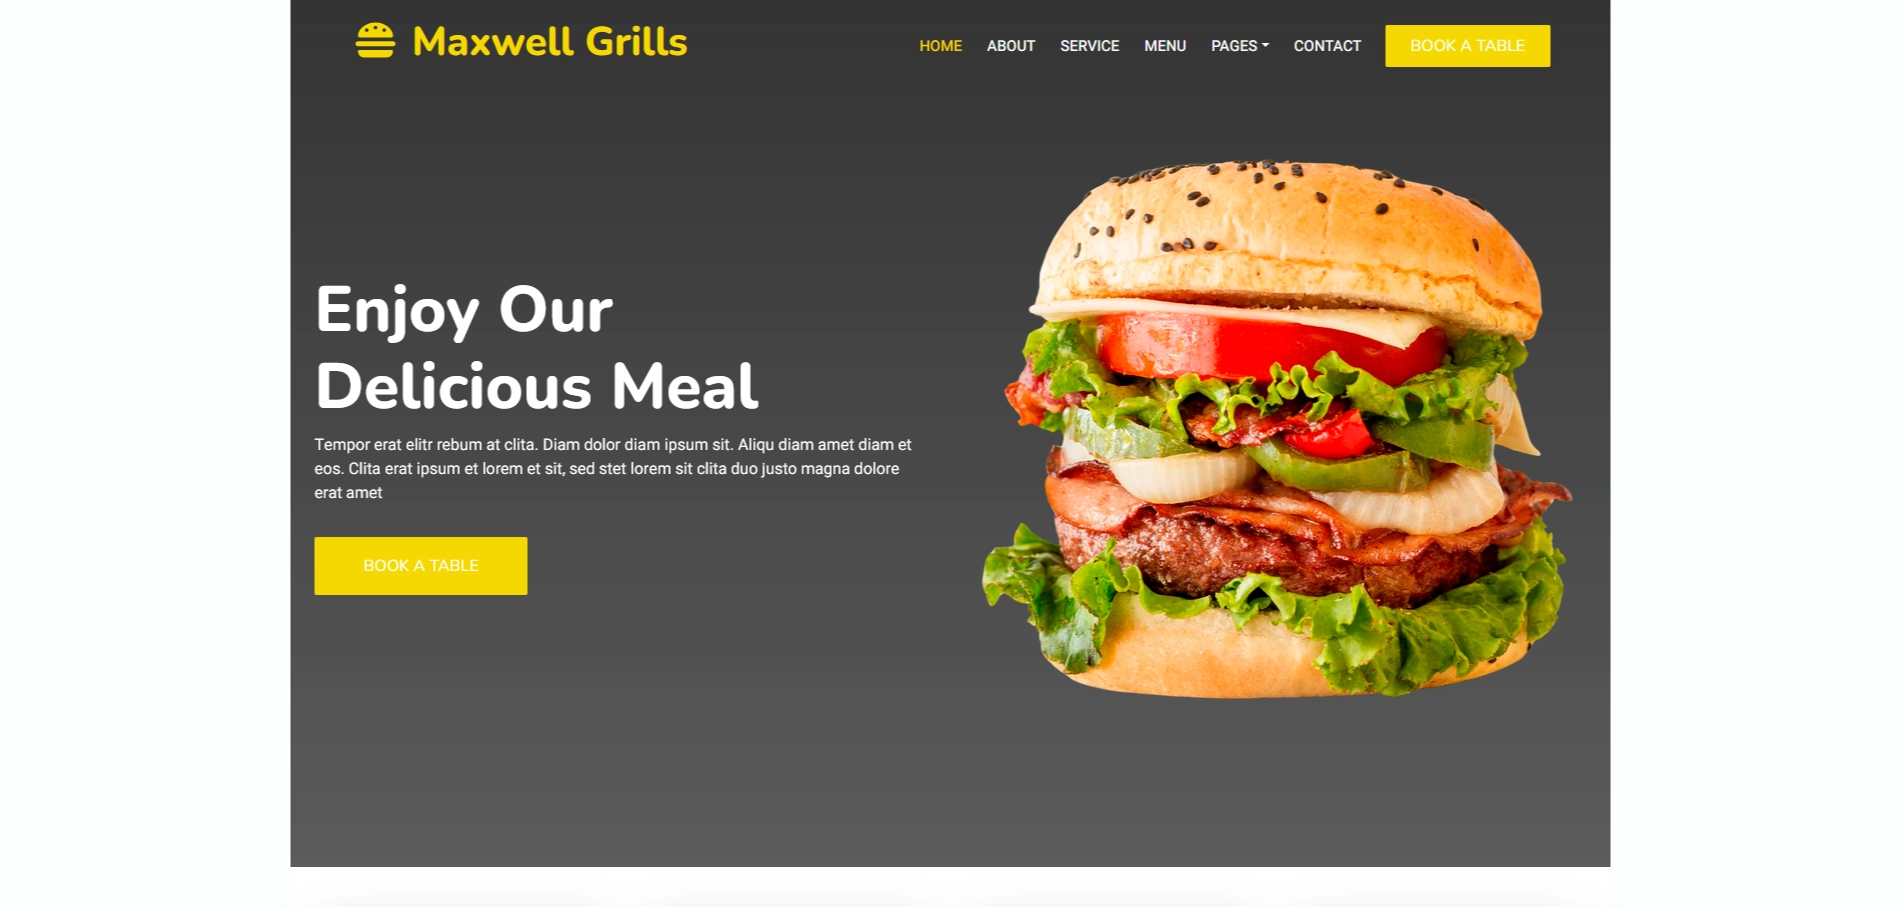 Maxwell Grills
HOME ABOUT SERVICE MENU PAGES CONTACT BOOK A TABLE
Enjoy Our
Delicious Meal
Tempor erat elitr rebum at clita. Diam dolor diam ipsum sit. Aliqu diam amet diam et
eos. Clita erat ipsum et lorem et sit, sed stet lorem sit clita duo justo magna dolore
erat amet
BOOK A TABLE